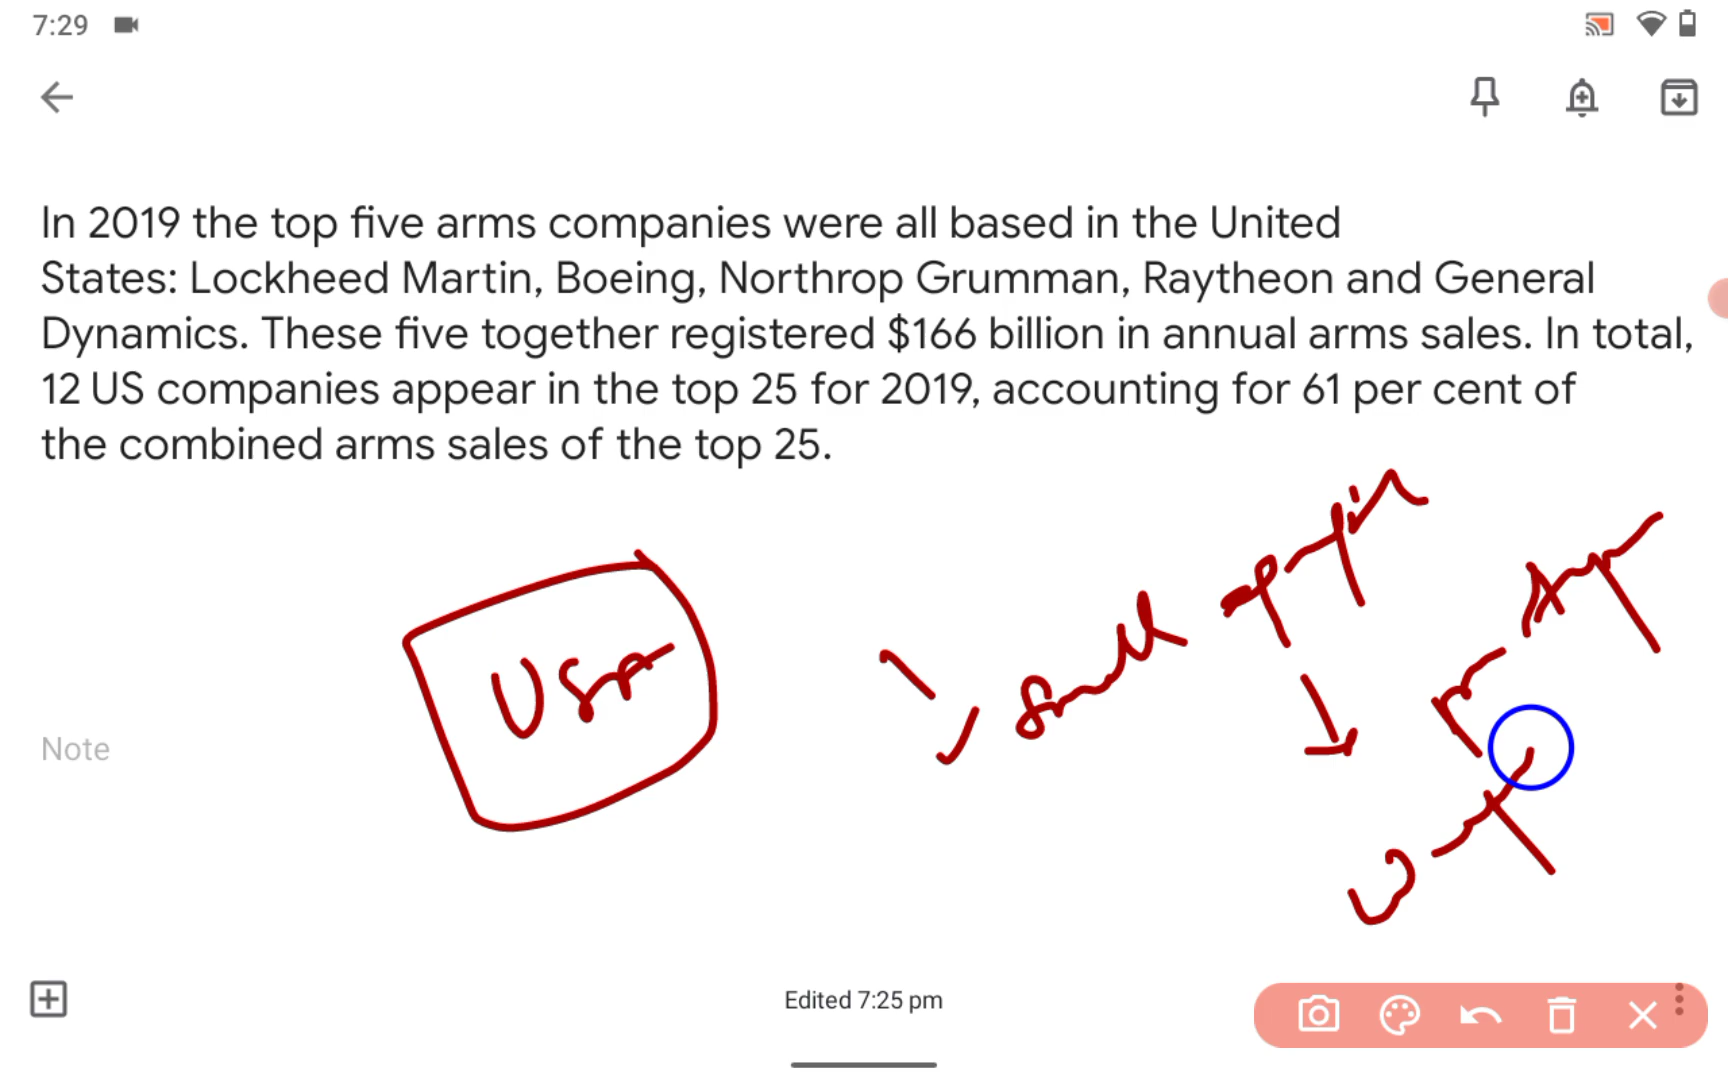 7:29
In 2019 the top five arms companies were all based in the United
States: Lockheed Martin, Boeing, Northrop Grumman, Raytheon and General
Dynamics. These five together registered $166 billion in annual arms sales. In total,
12 US companies appear in the top 25 for 2019, accounting for 61 per cent of
the combined arms sales of the top 25.
USA
Small
Note
Edited 7:25 pm